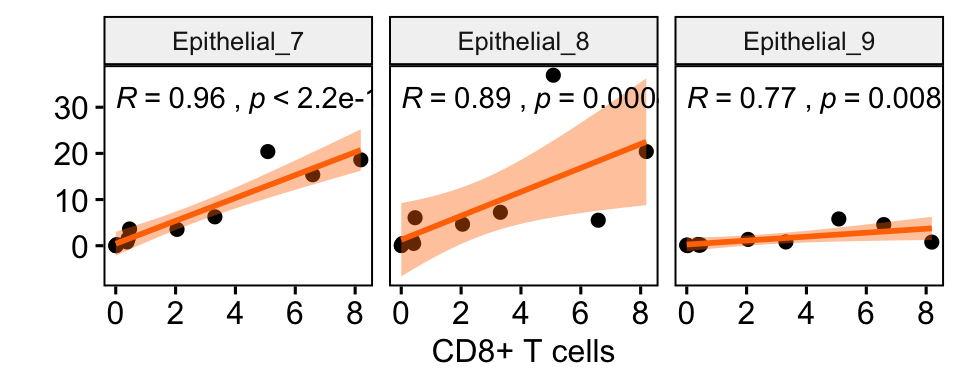 Epithelial_7 Epithelial_8 Epithelial_9
R = 0.96 , p < 2.2e- R = 0.89 , p = 0.000 R = 0.77 , p = 0.008
30
20
10
0
0 2 4 6 8 0 2 4 6 8 0 2 4 6 8
CD8+ T cells